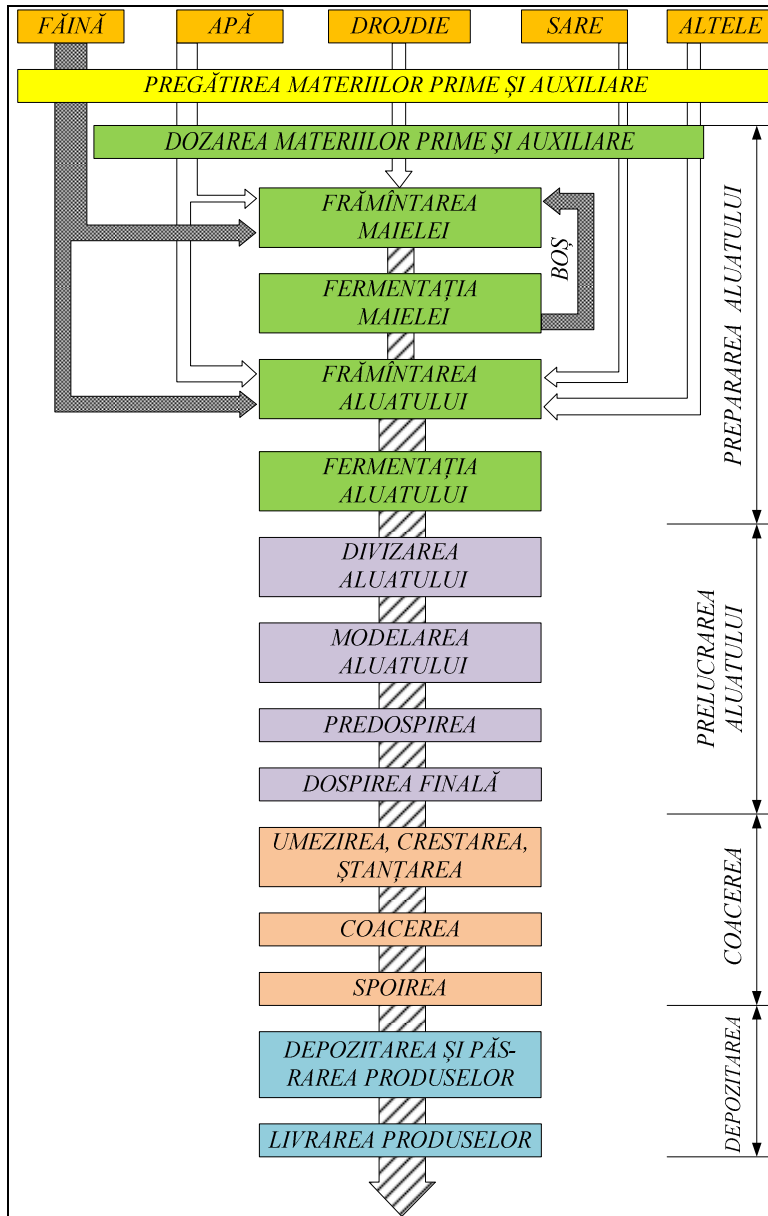 FĂINĂ
APĂ
DROJDIE
SARE
ALTELE
PREGĂTIREA MATERIILOR PRIME ȘI AUXILIARE
DOZAREA MATERIILOR PRIME ȘI AUXILIARE
FRĂMÎNTAREA
MAIELEI
BOȘ
FERMENTAȚIA
MAIELEI
FRĂMÎNTAREA
ALUATULUI
FERMENTAȚIA
ALUATULUI
PREPARAREA ALUATULUI
DIVIZAREA
ALUATULUI
MODELAREA
ALUATULUI
PREDOSPIREA
DOSPIREA FINALĂ
PRELUCRAREA
ALUATULUI
UMEZIREA, CRESTAREA,
ȘTANȚAREA
COACEREA
SPOIREA
COACEREA
DEPOZITAREA ȘI PĂS-
RAREA PRODUSELOR
LIVRAREA PRODUSELOR
DEPOZITAREA